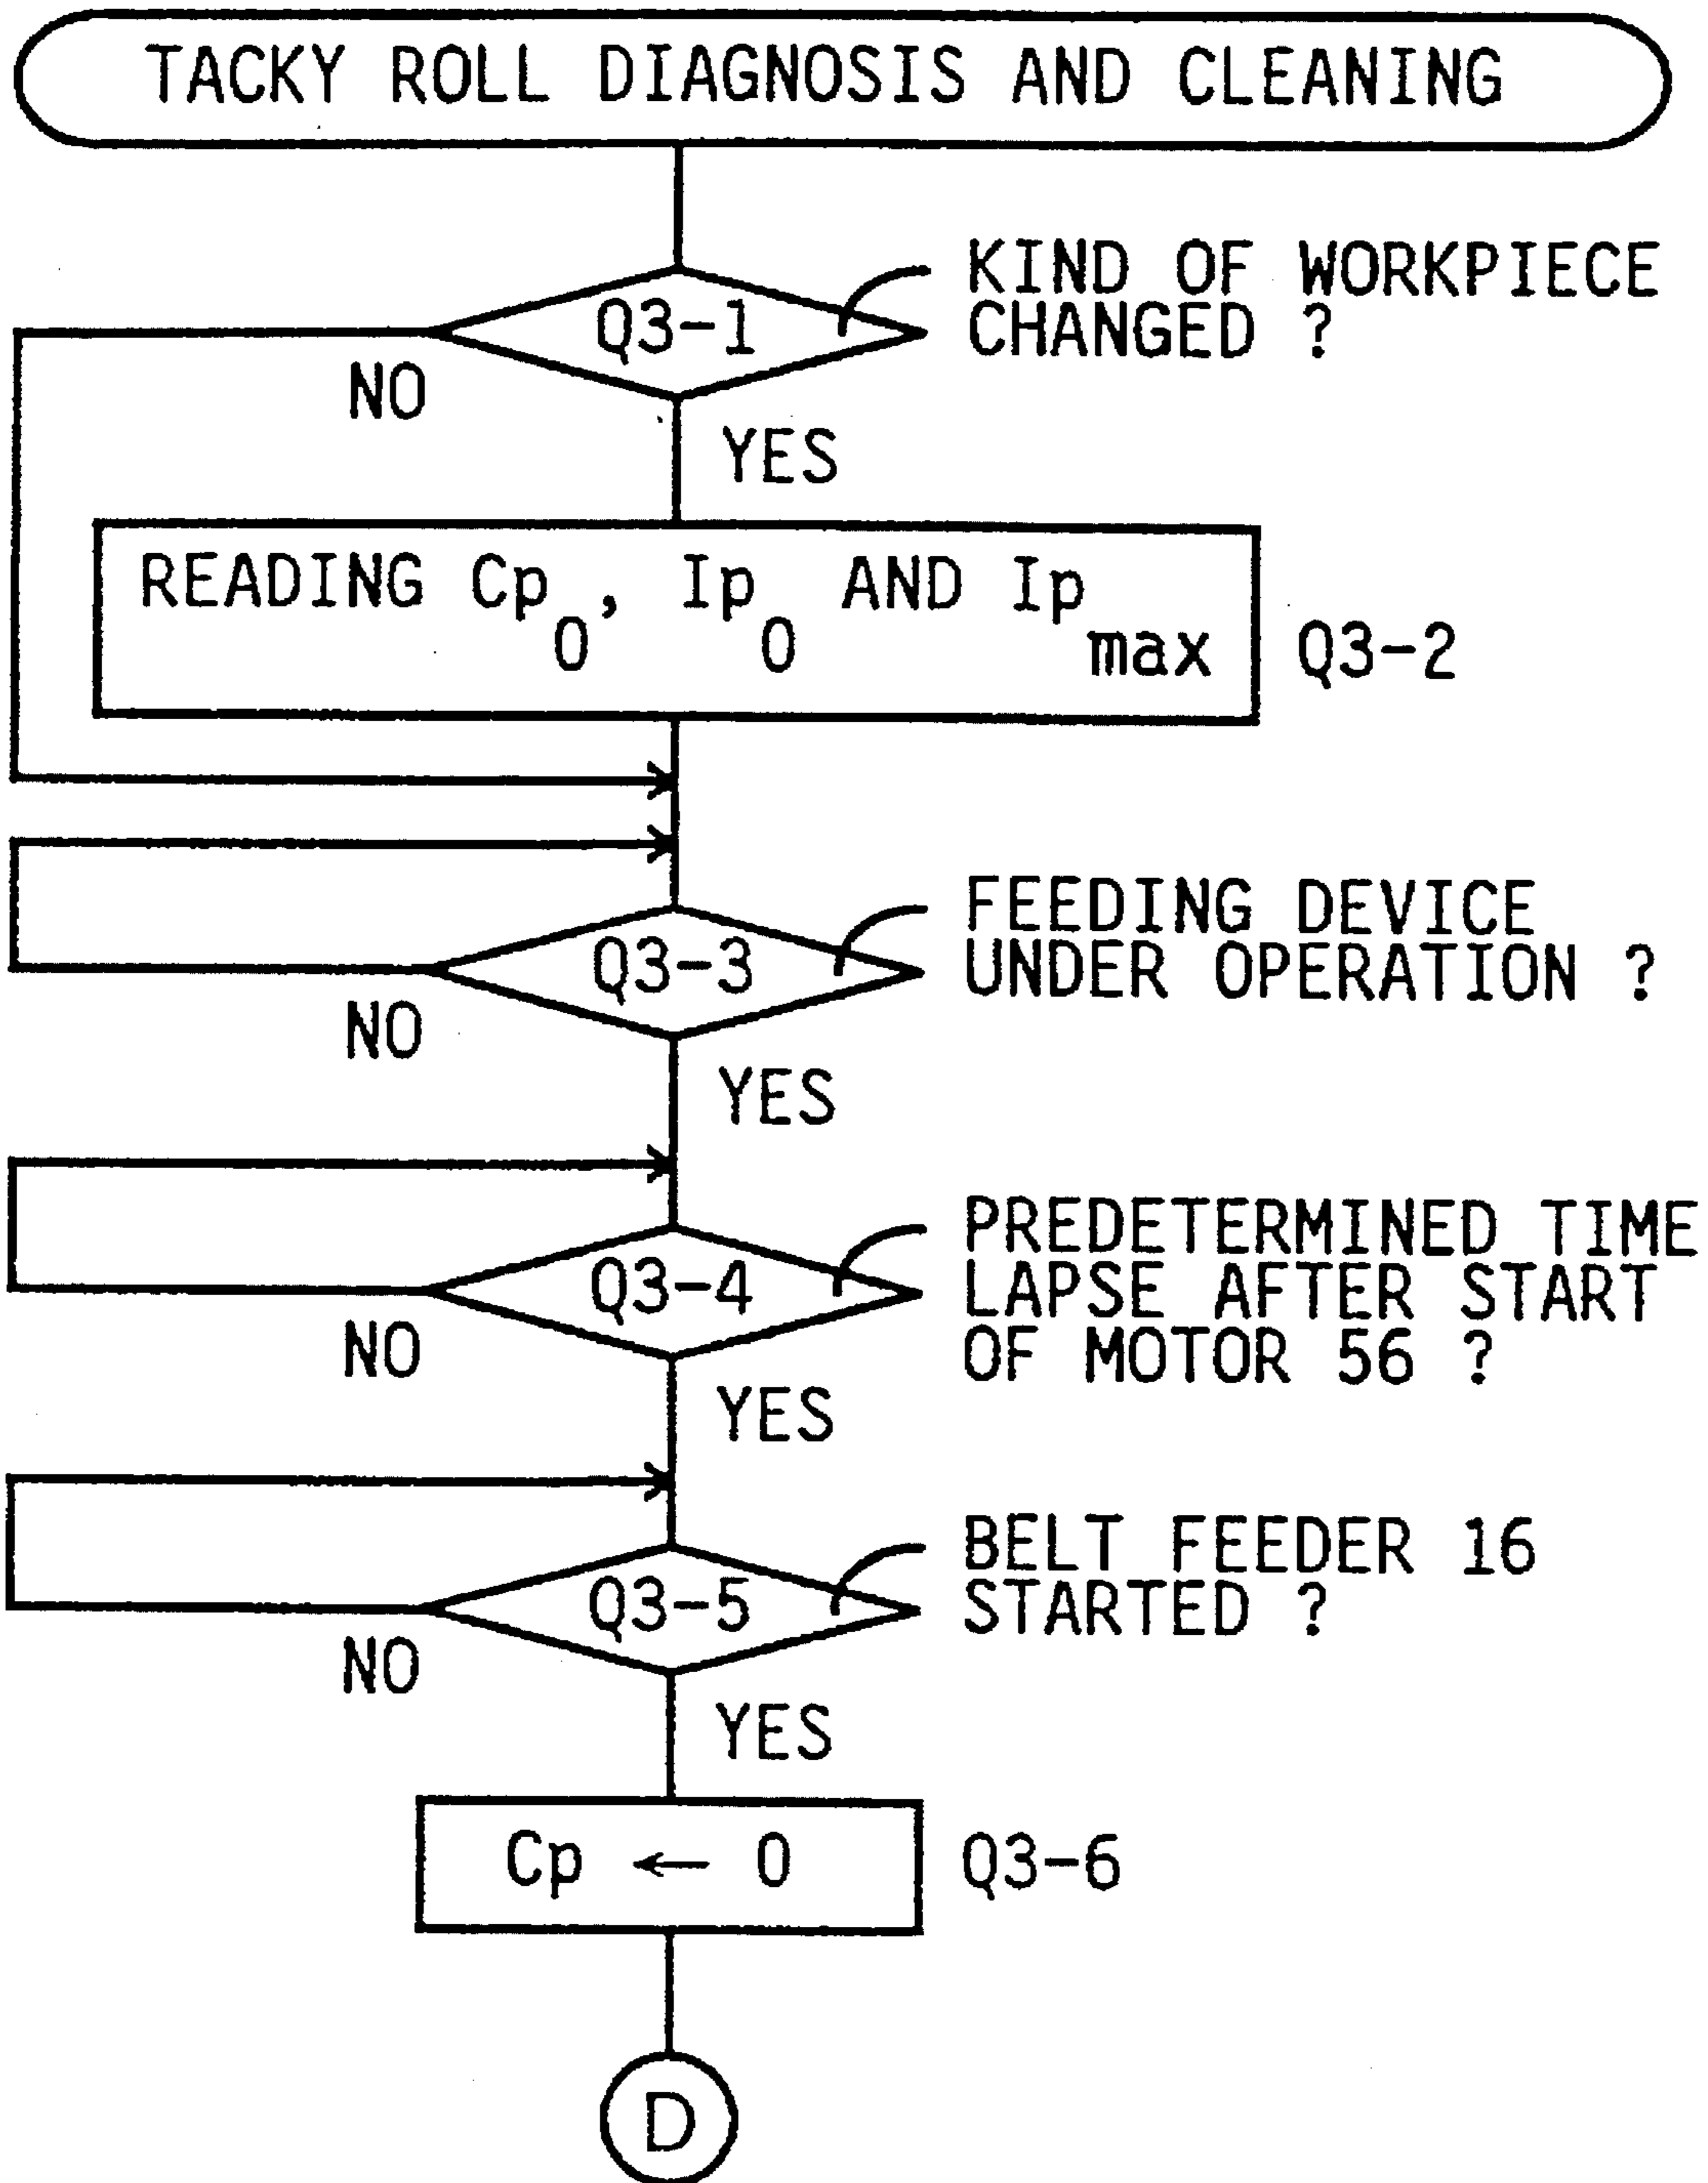 TACKY ROLL DIAGNOSIS AND CLEANING
Q3-1
KIND OF WORKPIECE
CHANGED ?
NO
YES
READING Cp0, Ip0 AND Ipmax
Q3-2
Q3-3
FEEDING DEVICE
UNDER OPERATION ?
NO
YES
Q3-4
PREDETERMINED TIME
LAPSE AFTER START
OF MOTOR 56 ?
NO
YES
Q3-5
BELT FEEDER 16
STARTED ?
NO
YES
Cp ← 0
Q3-6
D